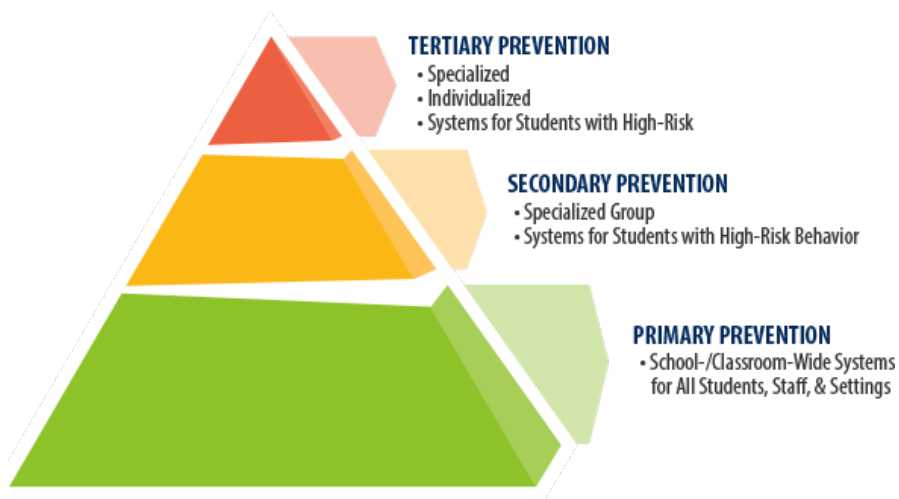 TERTIARY PREVENTION
• Specialized
• Individualized
• Systems for Students with High-Risk
SECONDARY PREVENTION
• Specialized Group
• Systems for Students with High-Risk Behavior
PRIMARY PREVENTION
• School-/Classroom-Wide Systems
for All Students, Staff, & Settings